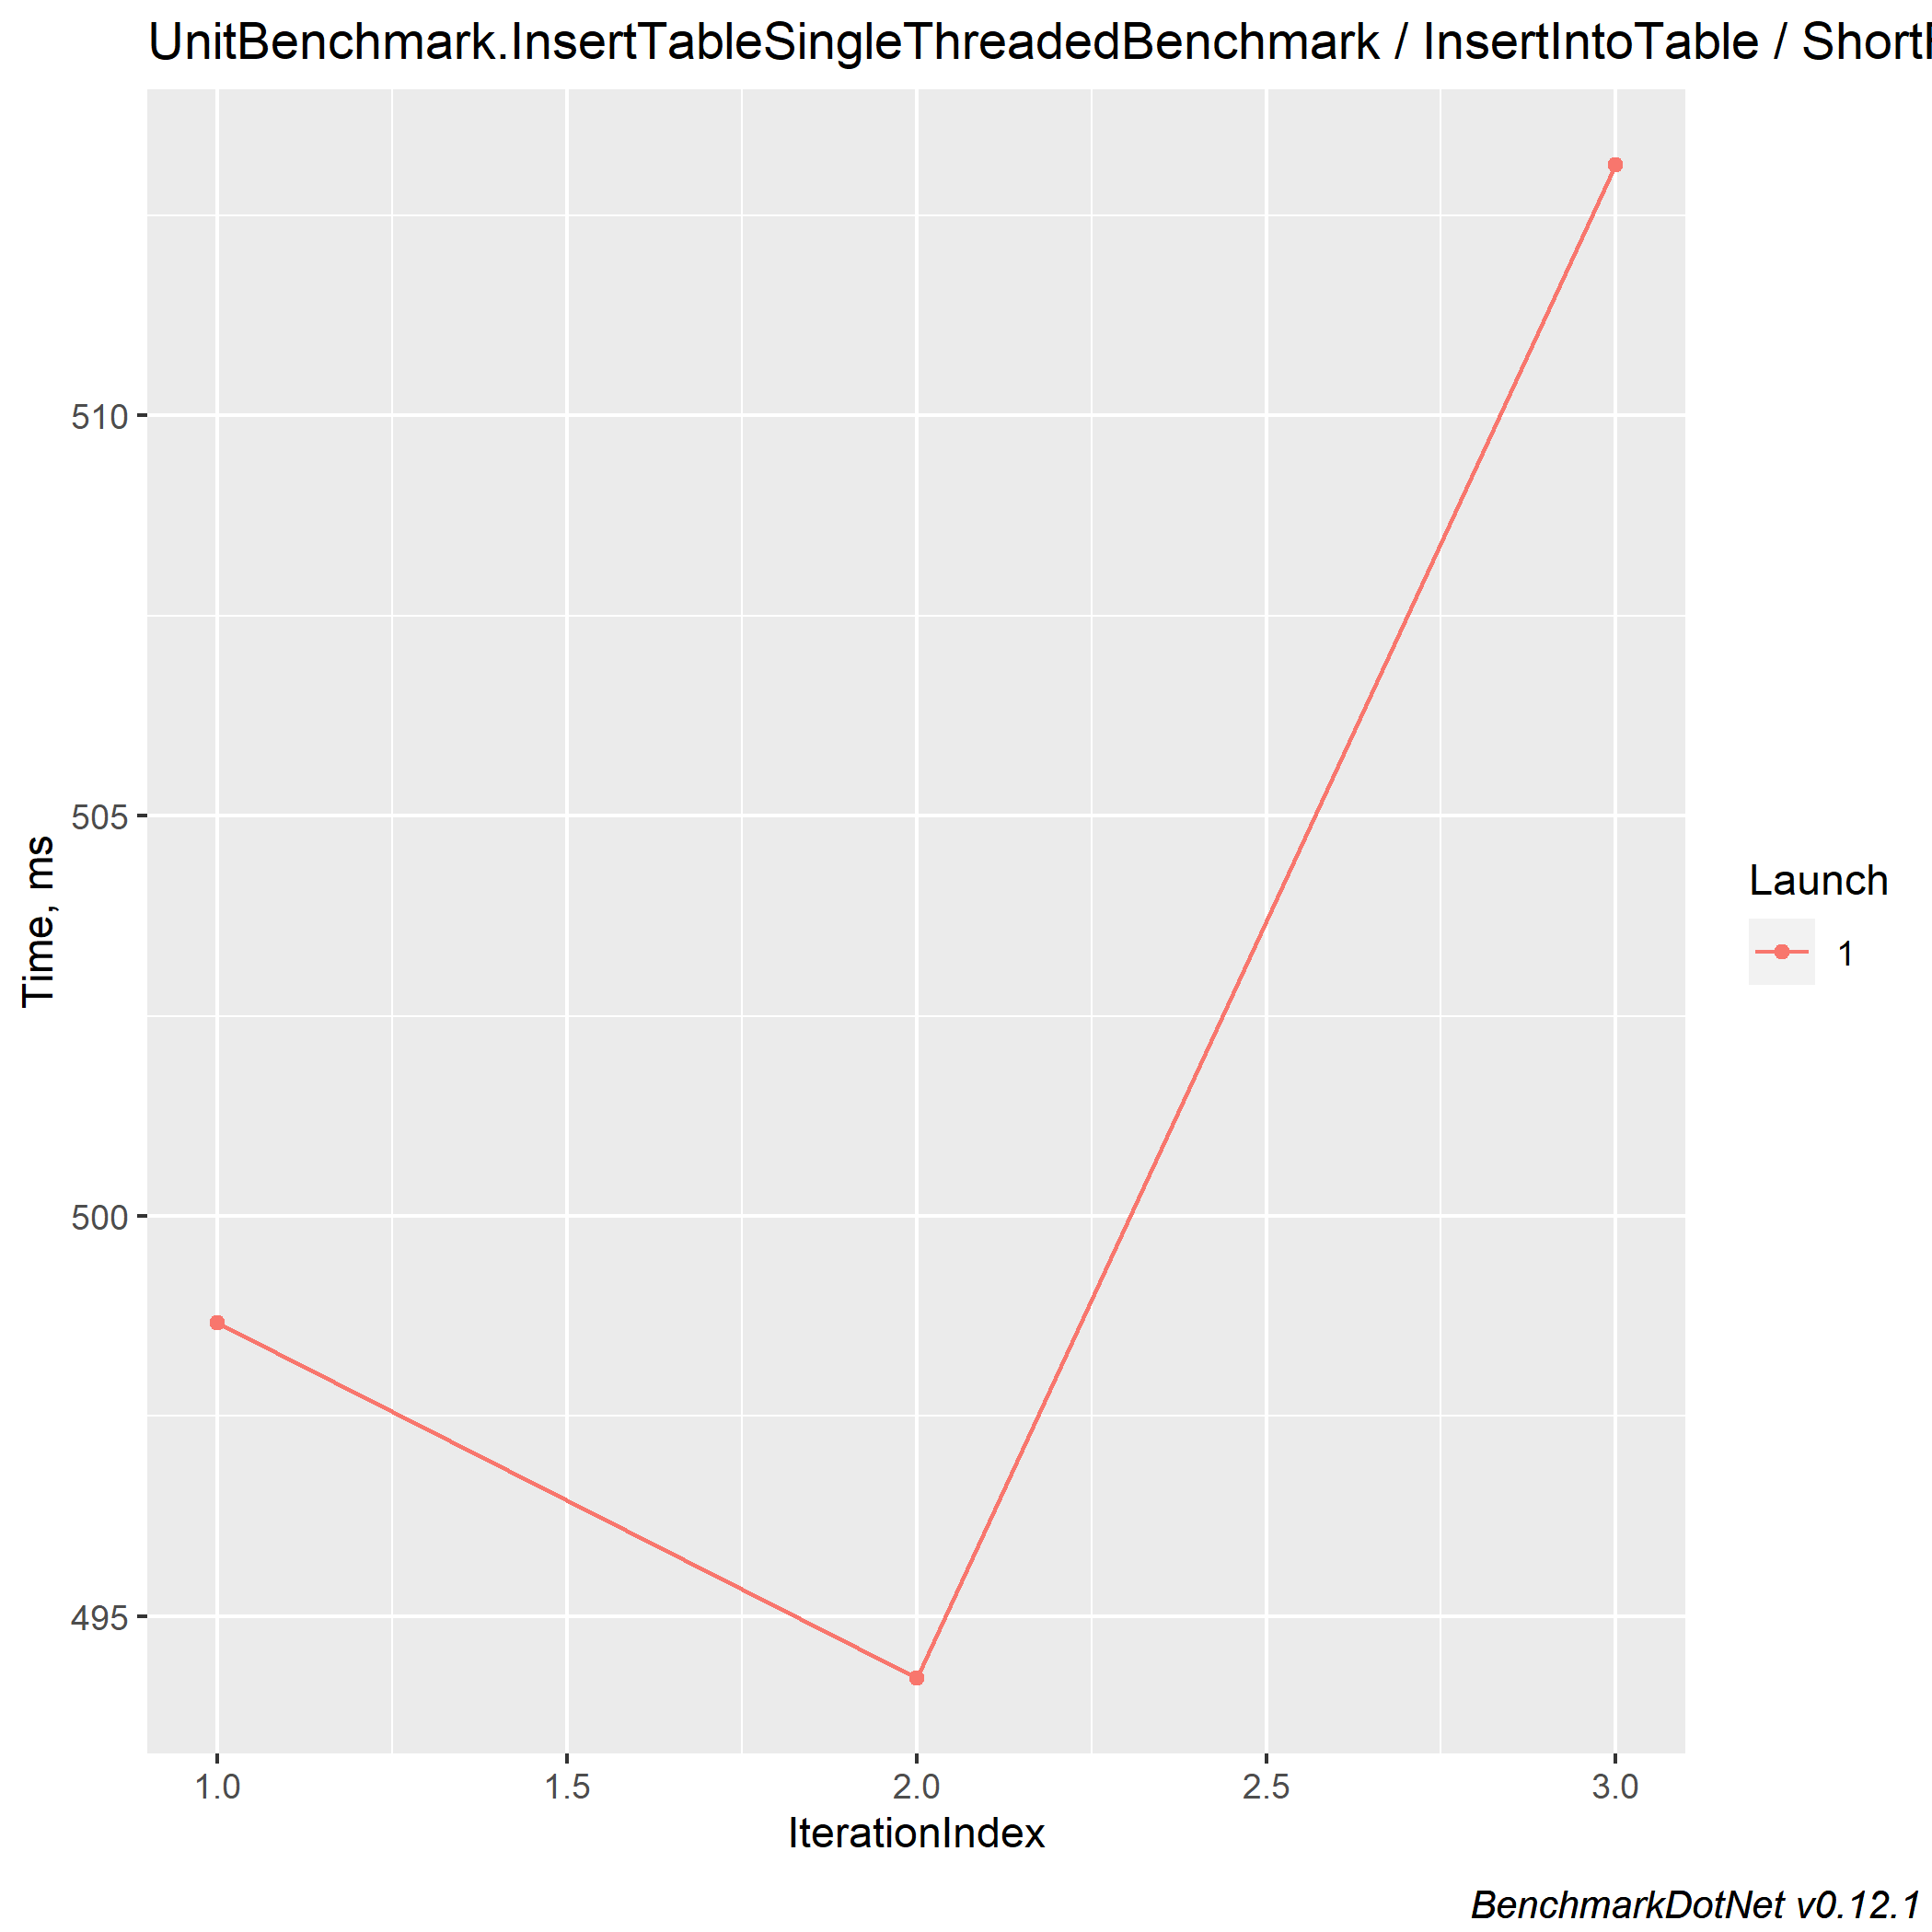 UnitBenchmark.InsertTableSingleThreadedBenchmark / InsertIntoTable / Short
510
505
500
495
Time, ms
1.0 1.5 2.0 2.5 3.0
IterationIndex
Launch
1
BenchmarkDotNet v0.12.1